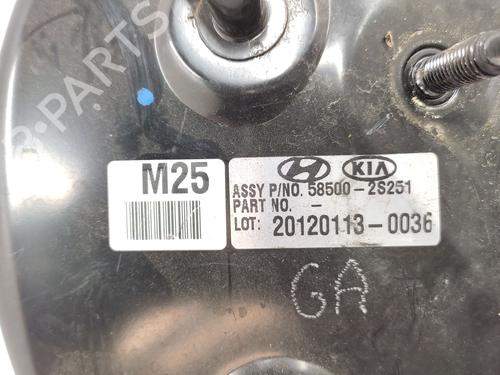 B-PARTS
M25
KIA
ASSY P/NO. 58500-2S251
PART NO. -
LOT: 20120113-0036
GA